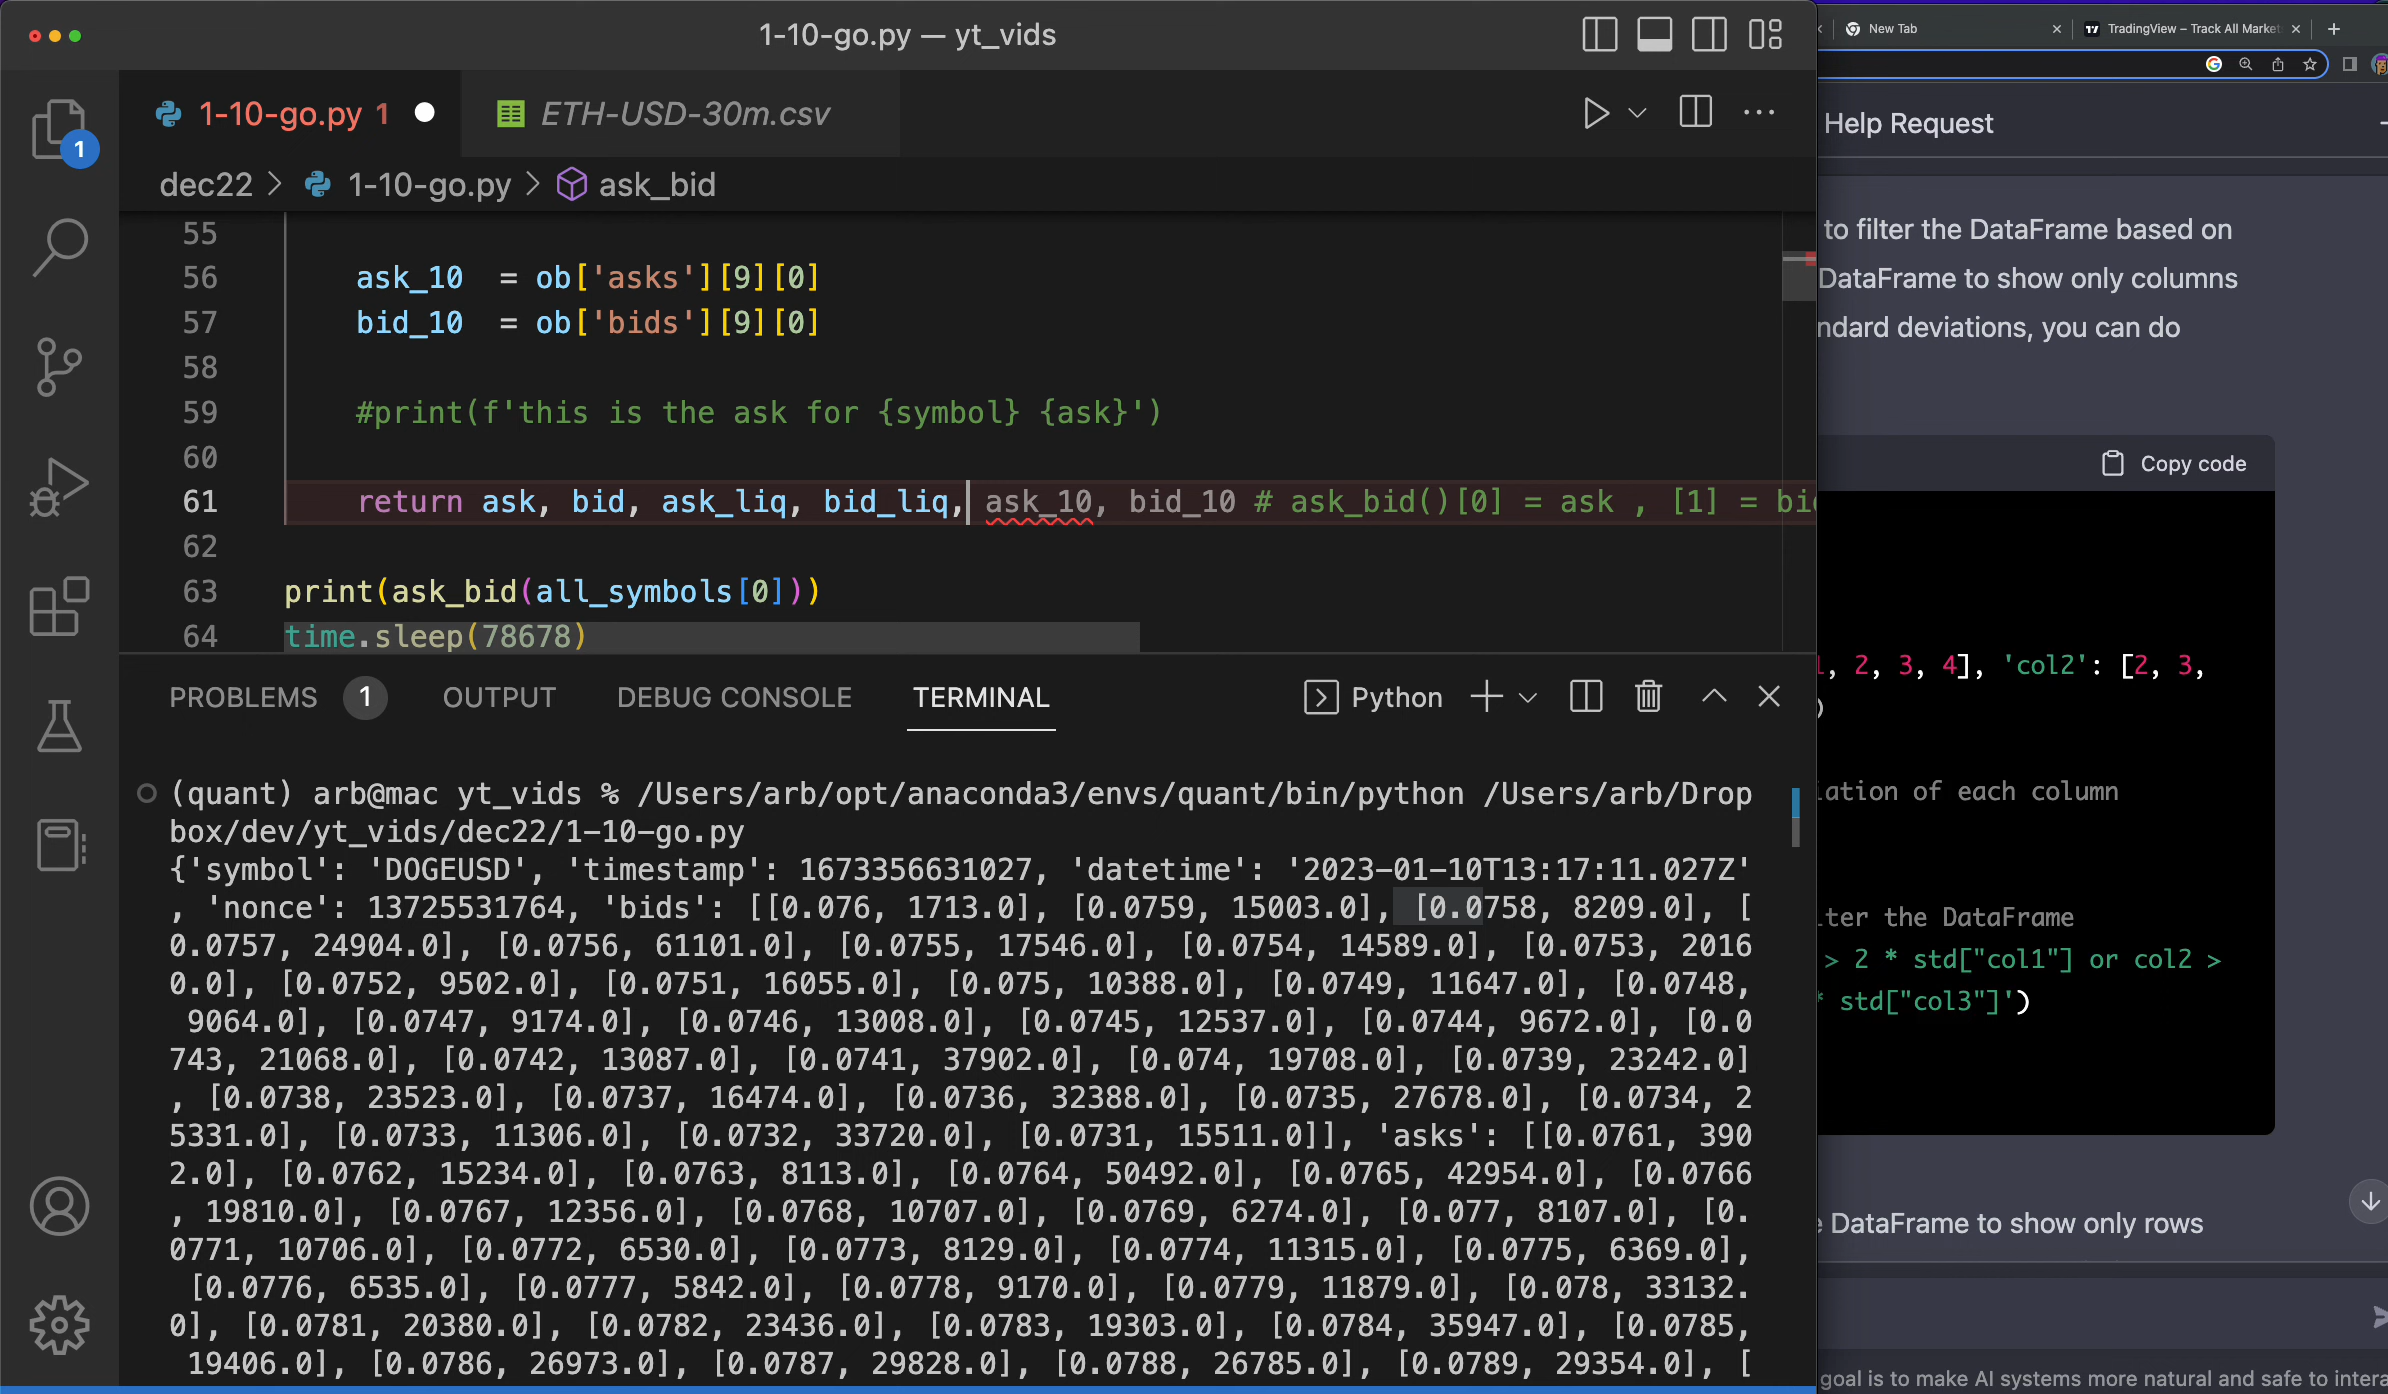 1-10-go.py — yt_vids
1-10-go.py 1
ETH-USD-30m.csv
1
dec22 > 1-10-go.py > ask_bid
55
56 ask_10 = ob['asks'][9][0]
57 bid_10 = ob['bids'][9][0]
58
59 #print(f'this is the ask for {symbol} {ask}')
60
61 return ask, bid, ask_liq, bid_liq, ask_10, bid_10 # ask_bid()[0] = ask , [1] = bid
62
63 print(ask_bid(all_symbols[0]))
64 time.sleep(78678)
PROBLEMS 1 OUTPUT DEBUG CONSOLE TERMINAL Python
(quant) arb@mac yt_vids % /Users/arb/opt/anaconda3/envs/quant/bin/python /Users/arb/Drop
box/dev/yt_vids/dec22/1-10-go.py
{'symbol': 'DOGEUSD', 'timestamp': 1673356631027, 'datetime': '2023-01-10T13:17:11.027Z'
, 'nonce': 13725531764, 'bids': [[0.076, 1713.0], [0.0759, 15003.0], [0.0758, 8209.0], [
0.0757, 24904.0], [0.0756, 61101.0], [0.0755, 17546.0], [0.0754, 14589.0], [0.0753, 2016
0.0], [0.0752, 9502.0], [0.0751, 16055.0], [0.075, 10388.0], [0.0749, 11647.0], [0.0748,
9064.0], [0.0747, 9174.0], [0.0746, 13008.0], [0.0745, 12537.0], [0.0744, 9672.0], [0.0
743, 21068.0], [0.0742, 13087.0], [0.0741, 37902.0], [0.074, 19708.0], [0.0739, 23242.0]
, [0.0738, 23523.0], [0.0737, 16474.0], [0.0736, 32388.0], [0.0735, 27678.0], [0.0734, 2
5331.0], [0.0733, 11306.0], [0.0732, 33720.0], [0.0731, 15511.0]], 'asks': [[0.0761, 390
2.0], [0.0762, 15234.0], [0.0763, 8113.0], [0.0764, 50492.0], [0.0765, 42954.0], [0.0766
, 19810.0], [0.0767, 12356.0], [0.0768, 10707.0], [0.0769, 6274.0], [0.077, 8107.0], [0.
0771, 10706.0], [0.0772, 6530.0], [0.0773, 8129.0], [0.0774, 11315.0], [0.0775, 6369.0],
[0.0776, 6535.0], [0.0777, 5842.0], [0.0778, 9170.0], [0.0779, 11879.0], [0.078, 33132.
0], [0.0781, 20380.0], [0.0782, 23436.0], [0.0783, 19303.0], [0.0784, 35947.0], [0.0785,
19406.0], [0.0786, 26973.0], [0.0787, 29828.0], [0.0788, 26785.0], [0.0789, 29354.0], [
New Tab
TradingView – Track All Market
Help Request
to filter the DataFrame based on
DataFrame to show only columns
ndard deviations, you can do
Copy code
, 2, 3, 4], 'col2': [2, 3,
)
iation of each column
lter the DataFrame
> 2 * std["col1"] or col2 >
* std["col3"]')
DataFrame to show only rows
goal is to make AI systems more natural and safe to intera